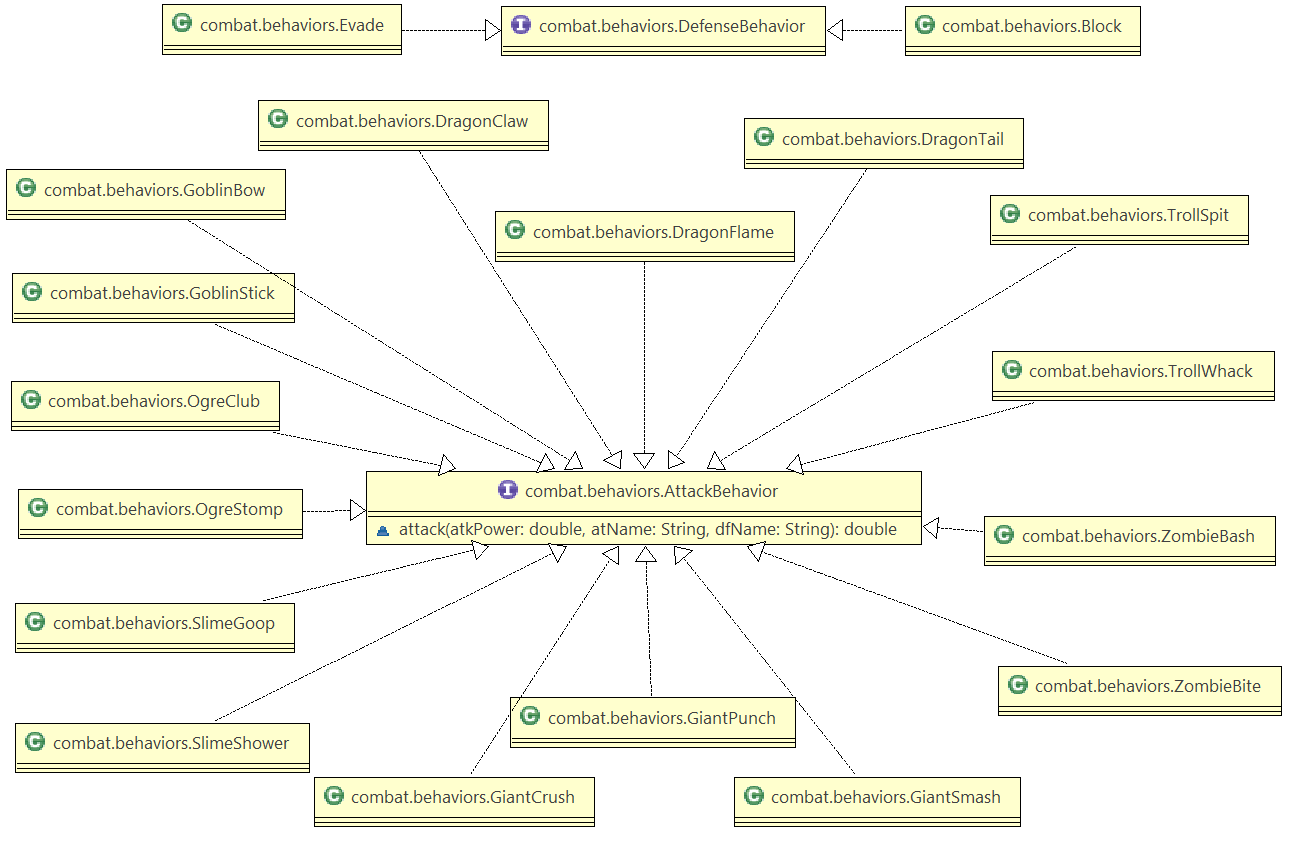 combat.behaviors.Evade
combat.behaviors.DefenseBehavior
combat.behaviors.Block
combat.behaviors.DragonClaw
combat.behaviors.DragonTail
combat.behaviors.GoblinBow
combat.behaviors.TrollSpit
combat.behaviors.DragonFlame
combat.behaviors.GoblinStick
combat.behaviors.TrollWhack
combat.behaviors.OgreClub
combat.behaviors.AttackBehavior
attack(atkPower: double, atName: String, dfName: String): double
combat.behaviors.OgreStomp
combat.behaviors.ZombieBash
combat.behaviors.SlimeGoop
combat.behaviors.ZombieBite
combat.behaviors.GiantPunch
combat.behaviors.SlimeShower
combat.behaviors.GiantCrush
combat.behaviors.GiantSmash